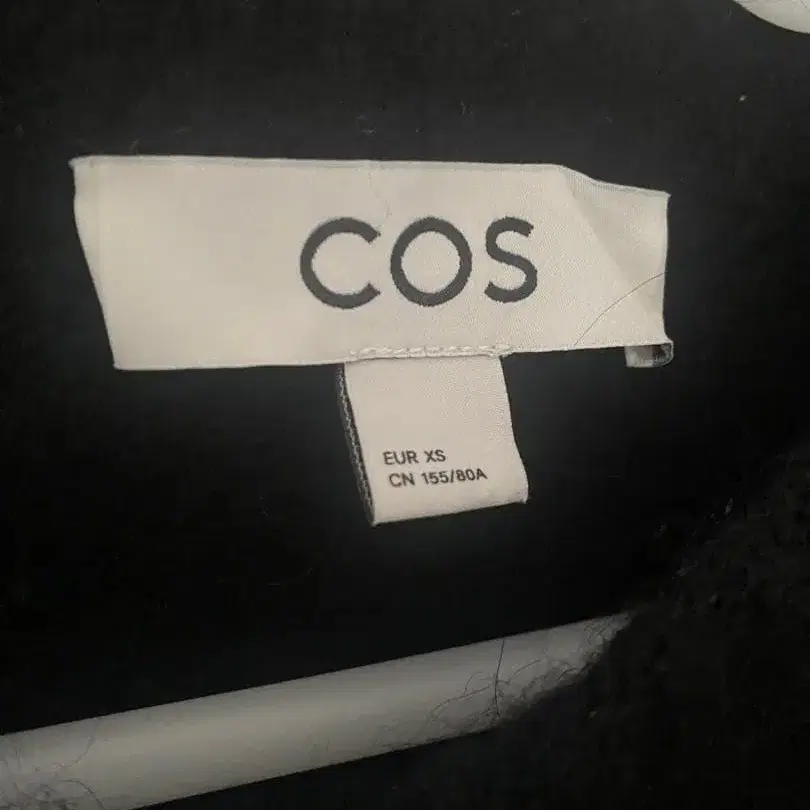 COS
EUR XS
CN 155/80A